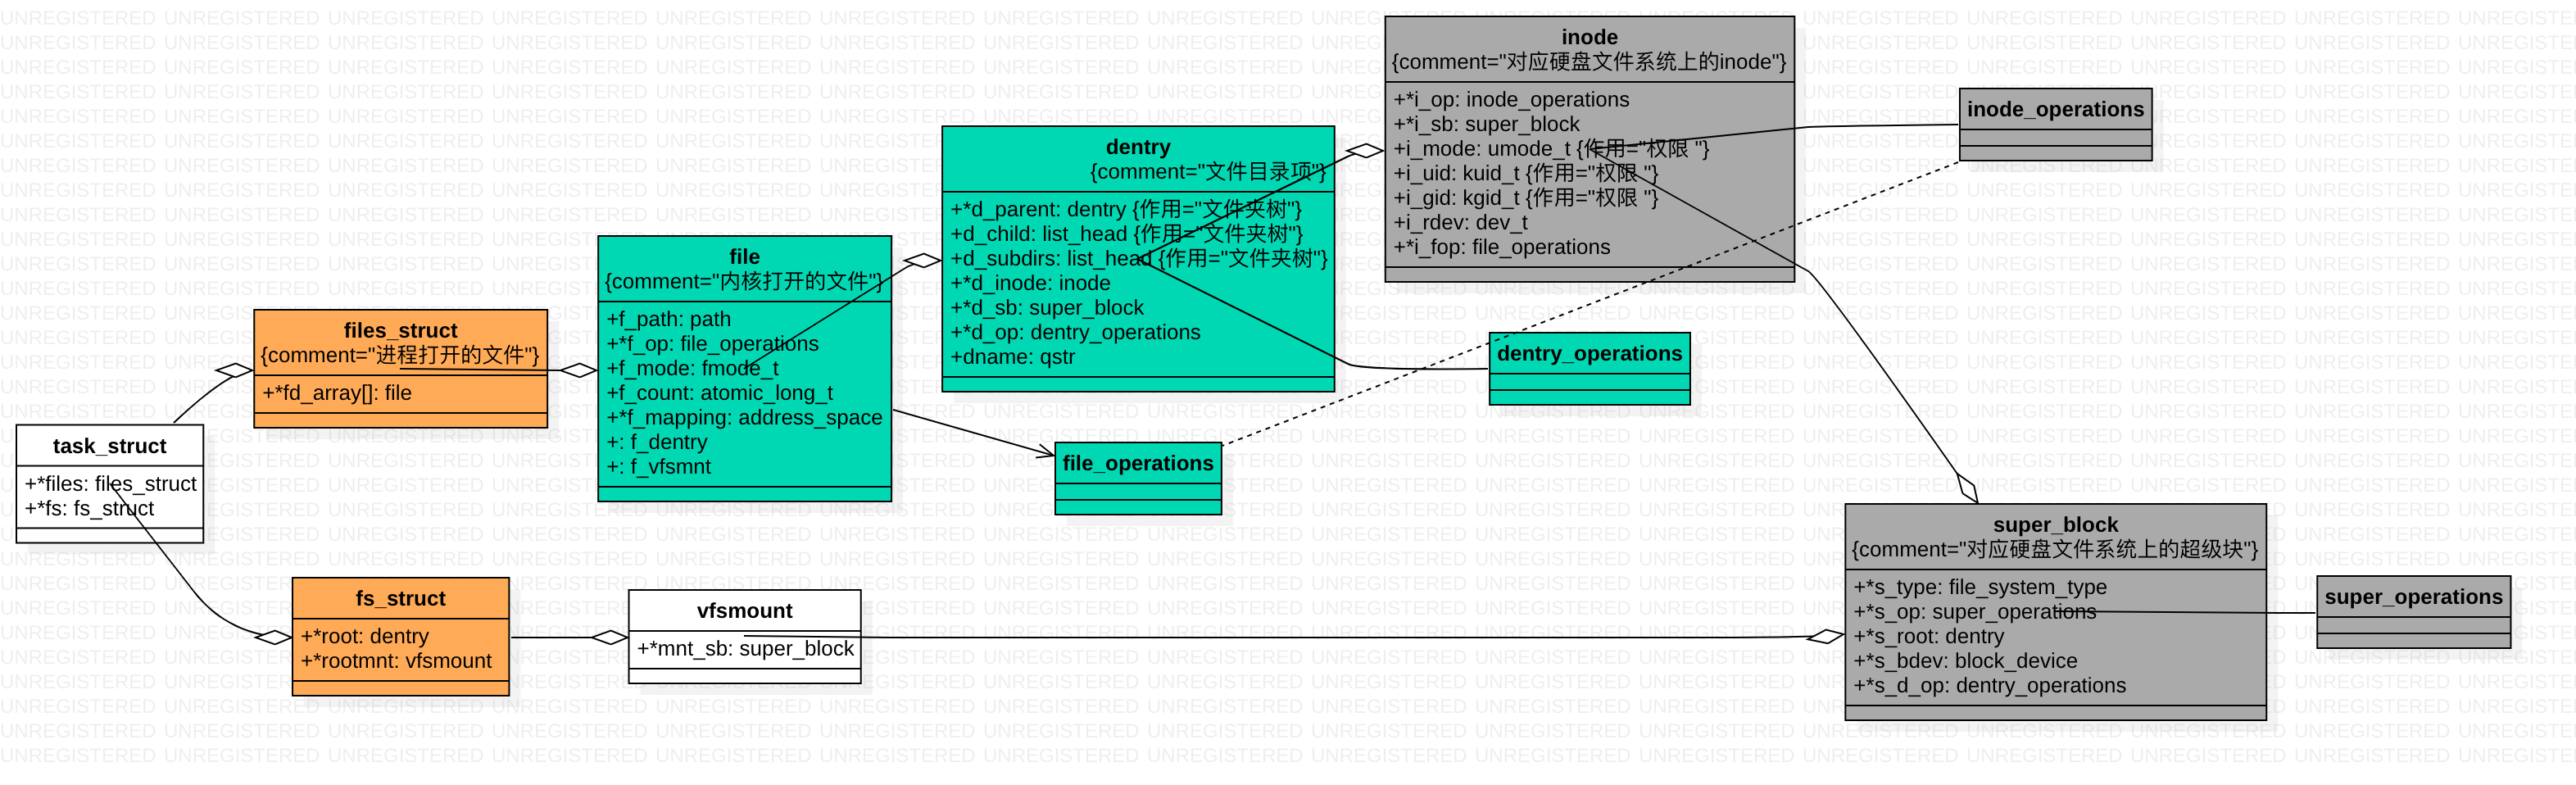 task_struct
+*files: files_struct
+*fs: fs_struct
files_struct
{comment="进程打开的文件"}
+*fd_array[]: file
fs_struct
+*root: dentry
+*rootmnt: vfsmount
file
{comment="内核打开的文件"}
+f_path: path
+*f_op: file_operations
+f_mode: fmode_t
+f_count: atomic_long_t
+*f_mapping: address_space
+: f_dentry
+: f_vfsmnt
vfsmount
+*mnt_sb: super_block
dentry
{comment="文件目录项"}
+*d_parent: dentry {作用="文件夹树"}
+d_child: list_head {作用="文件夹树"}
+d_subdirs: list_head {作用="文件夹树"}
+*d_inode: inode
+*d_sb: super_block
+*d_op: dentry_operations
+dname: qstr
file_operations
inode
{comment="对应硬盘文件系统上的inode"}
+*i_op: inode_operations
+*i_sb: super_block
+i_mode: umode_t {作用="权限 "}
+i_uid: kuid_t {作用="权限 "}
+i_gid: kgid_t {作用="权限 "}
+i_rdev: dev_t
+*i_fop: file_operations
dentry_operations
inode_operations
super_block
{comment="对应硬盘文件系统上的超级块"}
+*s_type: file_system_type
+*s_op: super_operations
+*s_root: dentry
+*s_bdev: block_device
+*s_d_op: dentry_operations
super_operations
UNREGISTERED